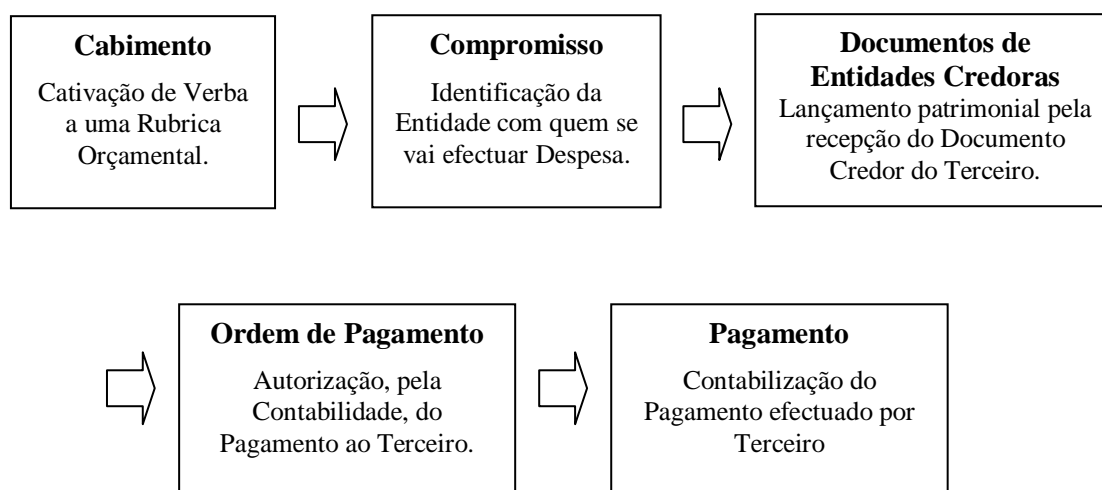 Cabimento
Cativação de Verba
a uma Rubrica
Orçamental.
Compromisso
Identificação da
Entidade com quem se
vai efectuar Despesa.
Documentos de
Entidades Credoras
Lançamento patrimonial pela
recepção do Documento
Credor do Terceiro.
Ordem de Pagamento
Autorização, pela
Contabilidade, do
Pagamento ao Terceiro.
Pagamento
Contabilização do
Pagamento efectuado por
Terceiro